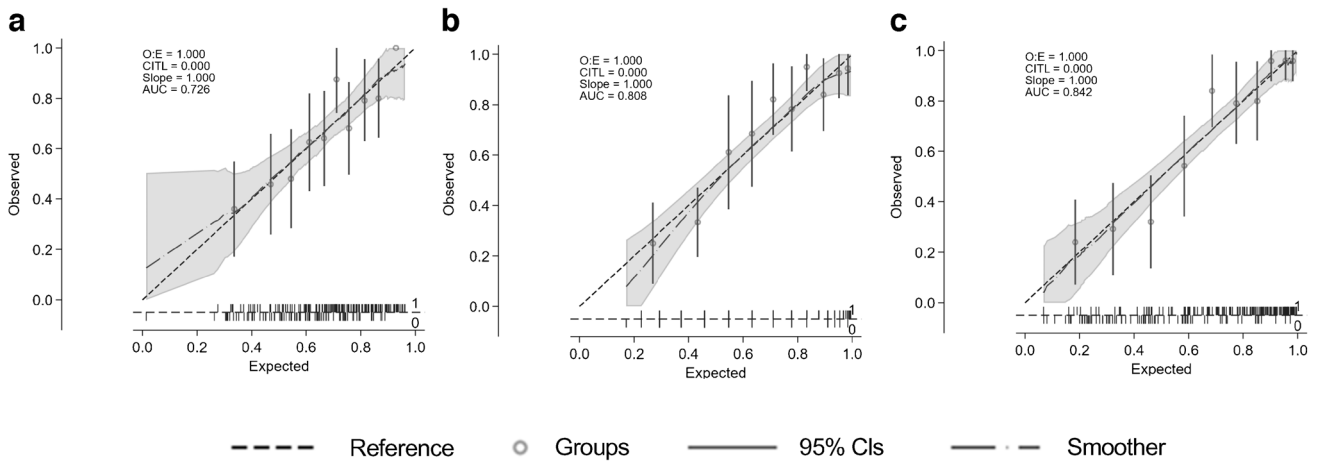 a
b
c
O:E = 1.000
CITL = 0.000
Slope = 1.000
AUC = 0.726
Observed
1.0
0.8
0.6
0.4
0.2
0.0
1
0
0.0 0.2 0.4 0.6 0.8 1.0
Expected
O:E = 1.000
CITL = 0.000
Slope = 1.000
AUC = 0.808
Observed
1.0
0.8
0.6
0.4
0.2
0.0
1
0
0.0 0.2 0.4 0.6 0.8 1.0
Expected
O:E = 1.000
CITL = 0.000
Slope = 1.000
AUC = 0.842
Observed
1.0
0.8
0.6
0.4
0.2
0.0
1
0
0.0 0.2 0.4 0.6 0.8 1.0
Expected
Reference Groups 95% CIs Smoother